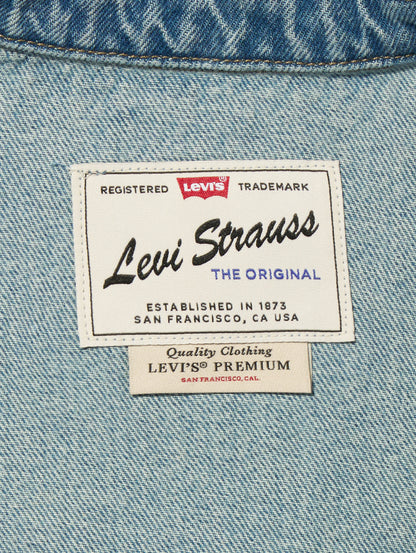 REGISTERED LEVI'S® TRADEMARK
Levi Strauss
THE ORIGINAL
ESTABLISHED IN 1873
SAN FRANCISCO, CA USA
Quality Clothing
LEVI'S® PREMIUM
SAN FRANCISCO, CAL.